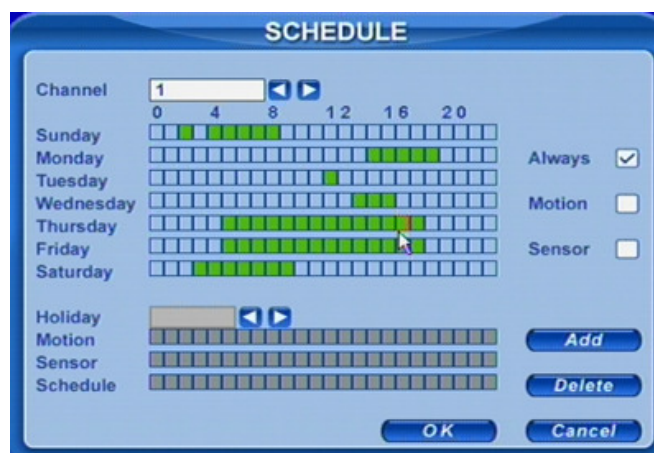 SCHEDULE
Channel 1
0 4 8 12 16 20
Sunday
Monday
Tuesday
Wednesday
Thursday
Friday
Saturday
Always
Motion
Sensor
Holiday
Motion
Sensor
Schedule
Add
Delete
OK
Cancel